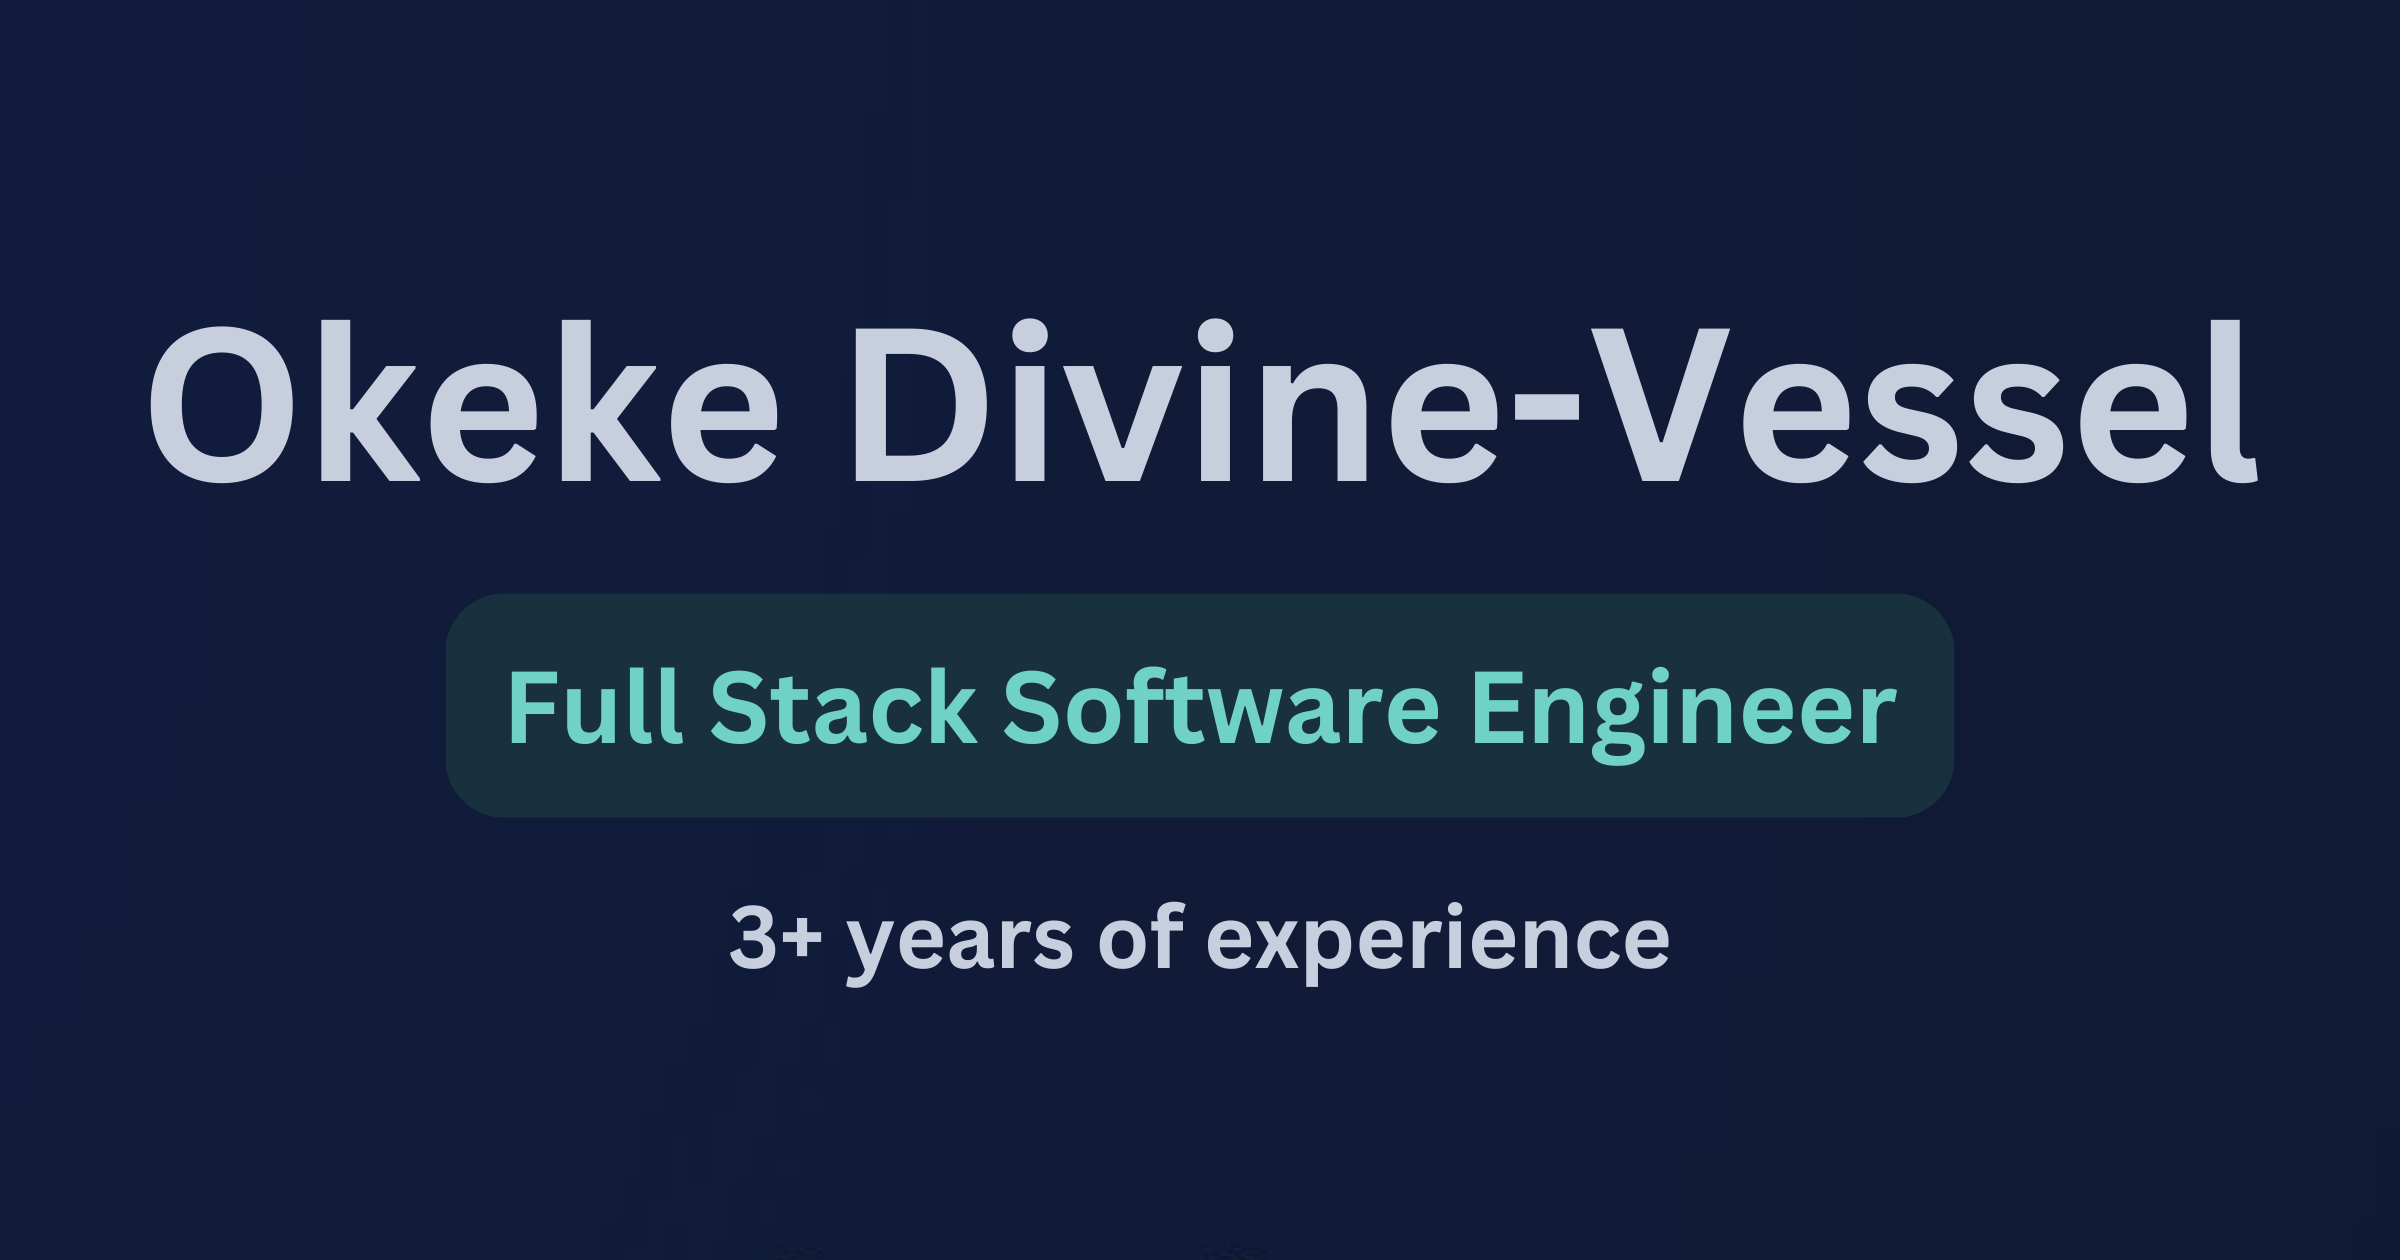 Okeke Divine-Vessel
Full Stack Software Engineer
3+ years of experience